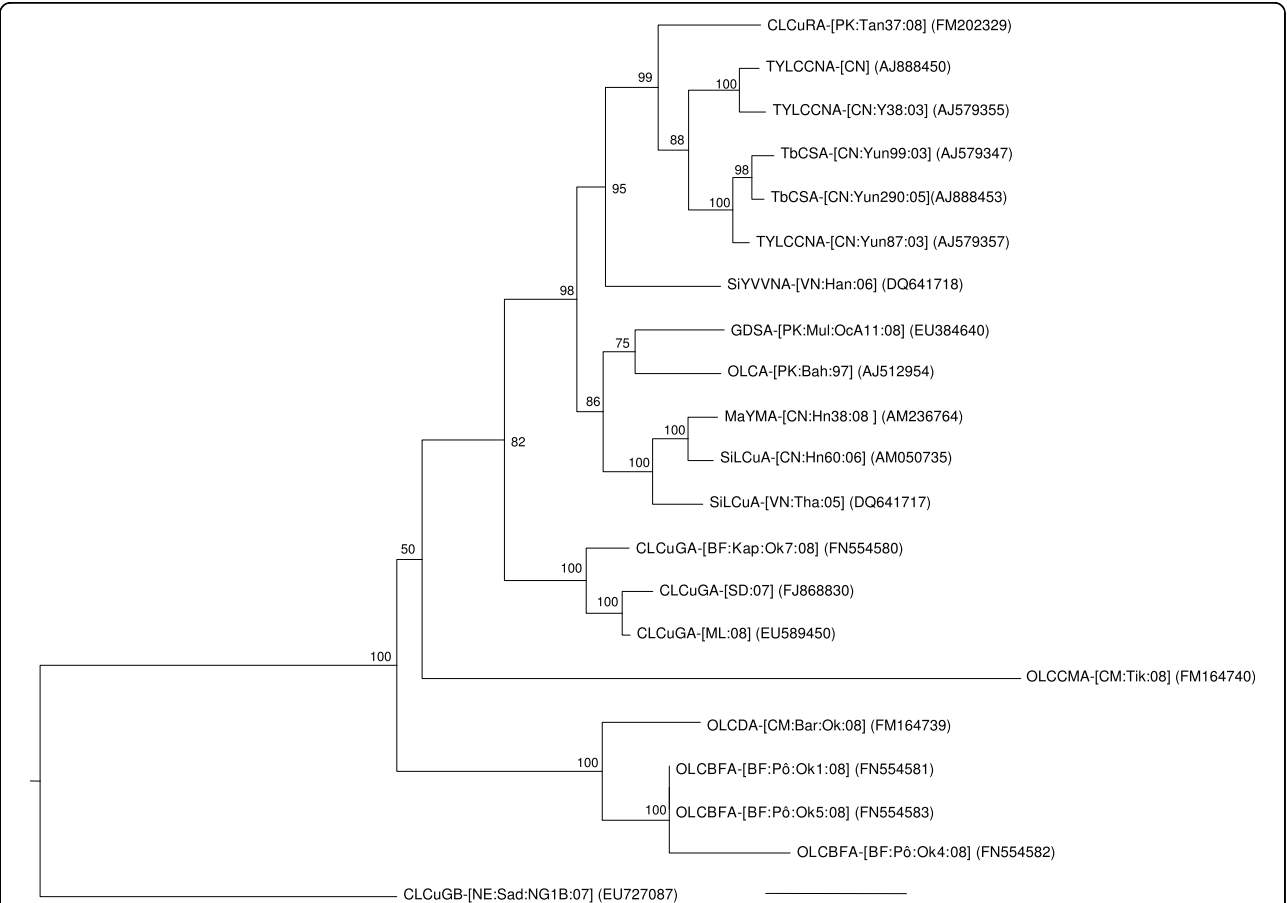 CLCuRA-[PK:Tan37:08] (FM202329)
99
TYLCCNA-[CN] (AJ888450)
100
TYLCCNA-[CN:Y38:03] (AJ579355)
88
TbCSA-[CN:Yun99:03] (AJ579347)
98
TbCSA-[CN:Yun290:05](AJ888453)
95
100
TYLCCNA-[CN:Yun87:03] (AJ579357)
SiYVVNA-[VN:Han:06] (DQ641718)
98
GDSA-[PK:Mul:OcA11:08] (EU384640)
75
OLCA-[PK:Bah:97] (AJ512954)
86
MaYMA-[CN:Hn38:08 ] (AM236764)
100
82
SiLCuA-[CN:Hn60:06] (AM050735)
100
SiLCuA-[VN:Tha:05] (DQ641717)
50
CLCuGA-[BF:Kap:Ok7:08] (FN554580)
100
CLCuGA-[SD:07] (FJ868830)
100
CLCuGA-[ML:08] (EU589450)
100
OLCCMA-[CM:Tik:08] (FM164740)
OLCDA-[CM:Bar:Ok:08] (FM164739)
100
OLCBFA-[BF:Pô:Ok1:08] (FN554581)
100
OLCBFA-[BF:Pô:Ok5:08] (FN554583)
OLCBFA-[BF:Pô:Ok4:08] (FN554582)
CLCuGB-[NE:Sad:NG1B:07] (EU727087)